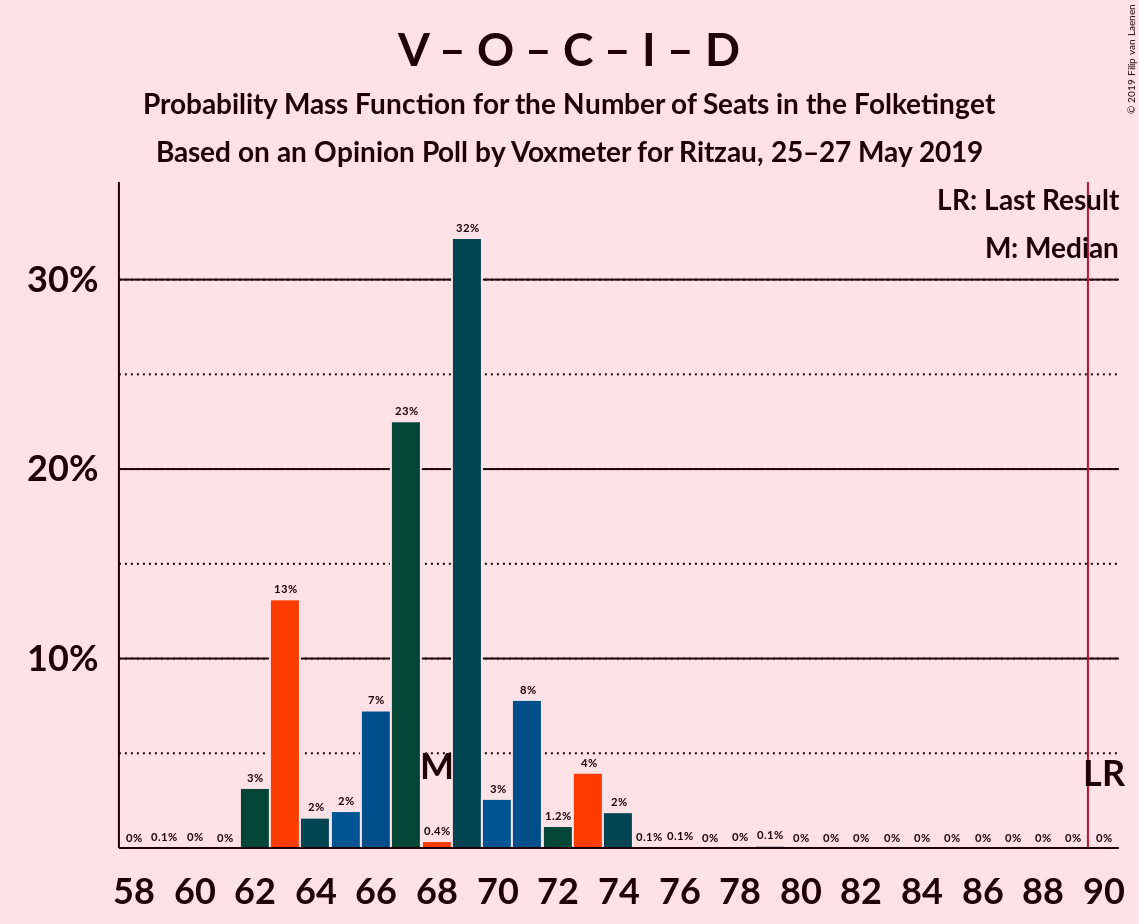 V – O – C – I – D
Probability Mass Function for the Number of Seats in the Folketinget
Based on an Opinion Poll by Voxmeter for Ritzau, 25–27 May 2019
© 2019 Filip van Laenen
LR: Last Result
M: Median
30%
20%
10%
0% 0.1% 0% 0% 3% 13% 2% 2% 7% 23% 0.4% 32% 3% 8% 1.2% 4% 2% 0.1% 0.1% 0% 0% 0.1% 0% 0% 0% 0% 0% 0% 0% 0% 0% 0% 0%
M
LR
58 60 62 64 66 68 70 72 74 76 78 80 82 84 86 88 90